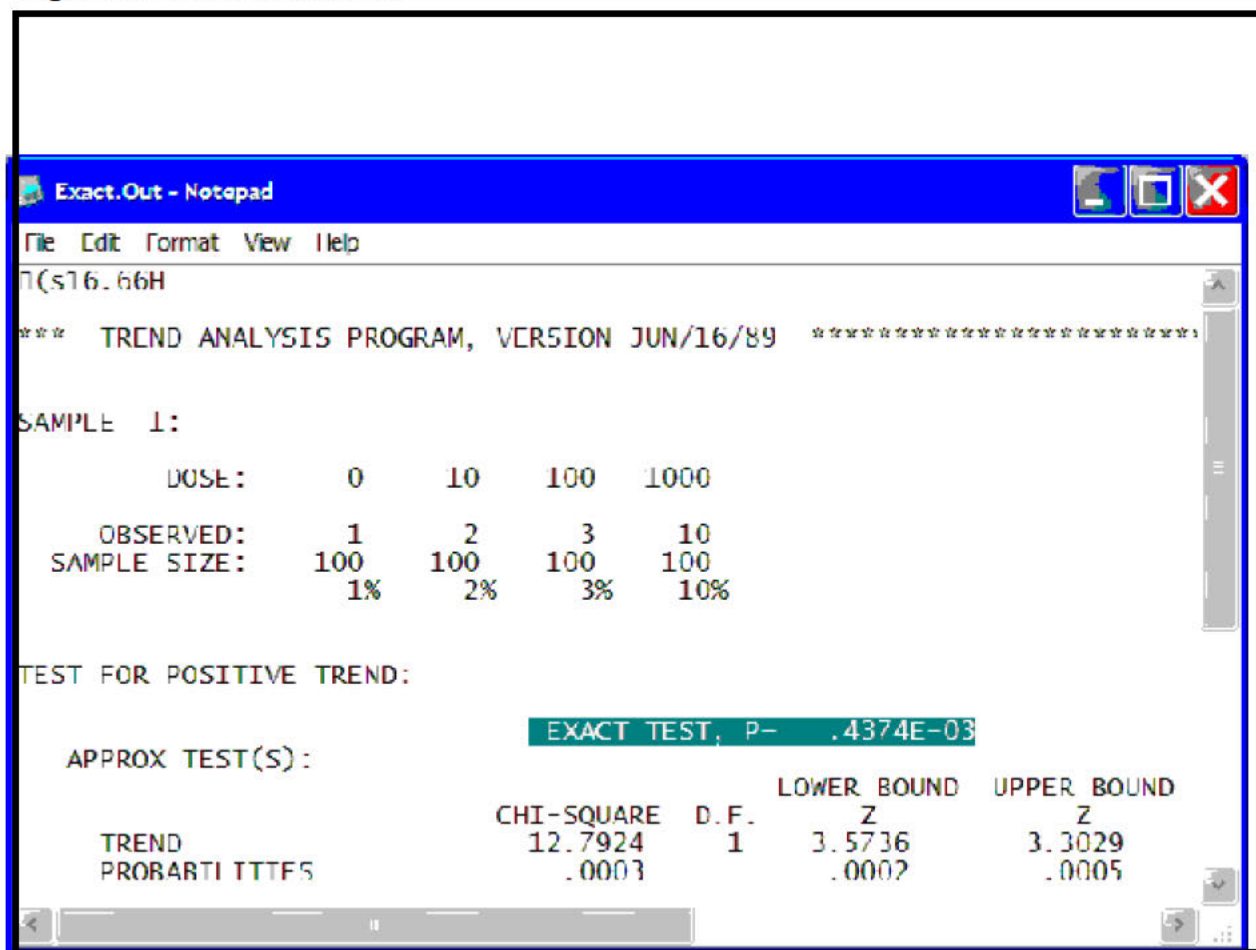 Exact.Out - Notepad
File Edit Format View Help
(s16.66H
*** TREND ANALYSIS PROGRAM, VERSION JUN/16/89 *************************
SAMPLE 1:
DOSE: 0 10 100 1000
OBSERVED: 1 2 3 10
SAMPLE SIZE: 100 100 100 100
1% 2% 3% 10%
TEST FOR POSITIVE TREND:
EXACT TEST, P= .4374E-03
APPROX TEST(S):
LOWER BOUND UPPER BOUND
CHI-SQUARE D.F. Z Z
TREND 12.7924 1 3.5736 3.3029
PROBABILITIES .0003 .0002 .0005